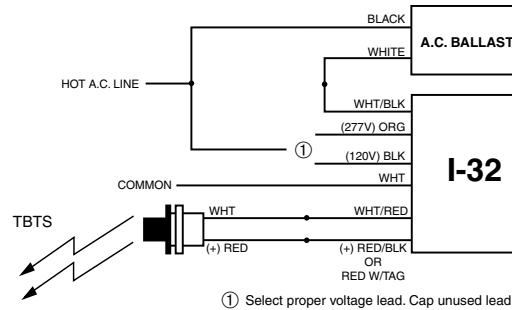 BLACK
A.C. BALLAST
WHITE
HOT A.C. LINE
WHT/BLK
(277V) ORG
①
(120V) BLK
I-32
WHT
COMMON
TBTS
WHT
WHT/RED
(+) RED
(+) RED/BLK
OR
RED W/TAG
① Select proper voltage lead. Cap unused lead